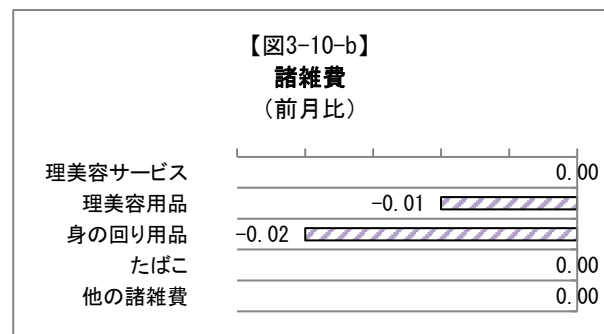 【図3-10-b】
諸雑費
（前月比）
理美容サービス 0.00
理美容用品 -0.01
身の回り用品 -0.02
たばこ 0.00
他の諸雑費 0.00